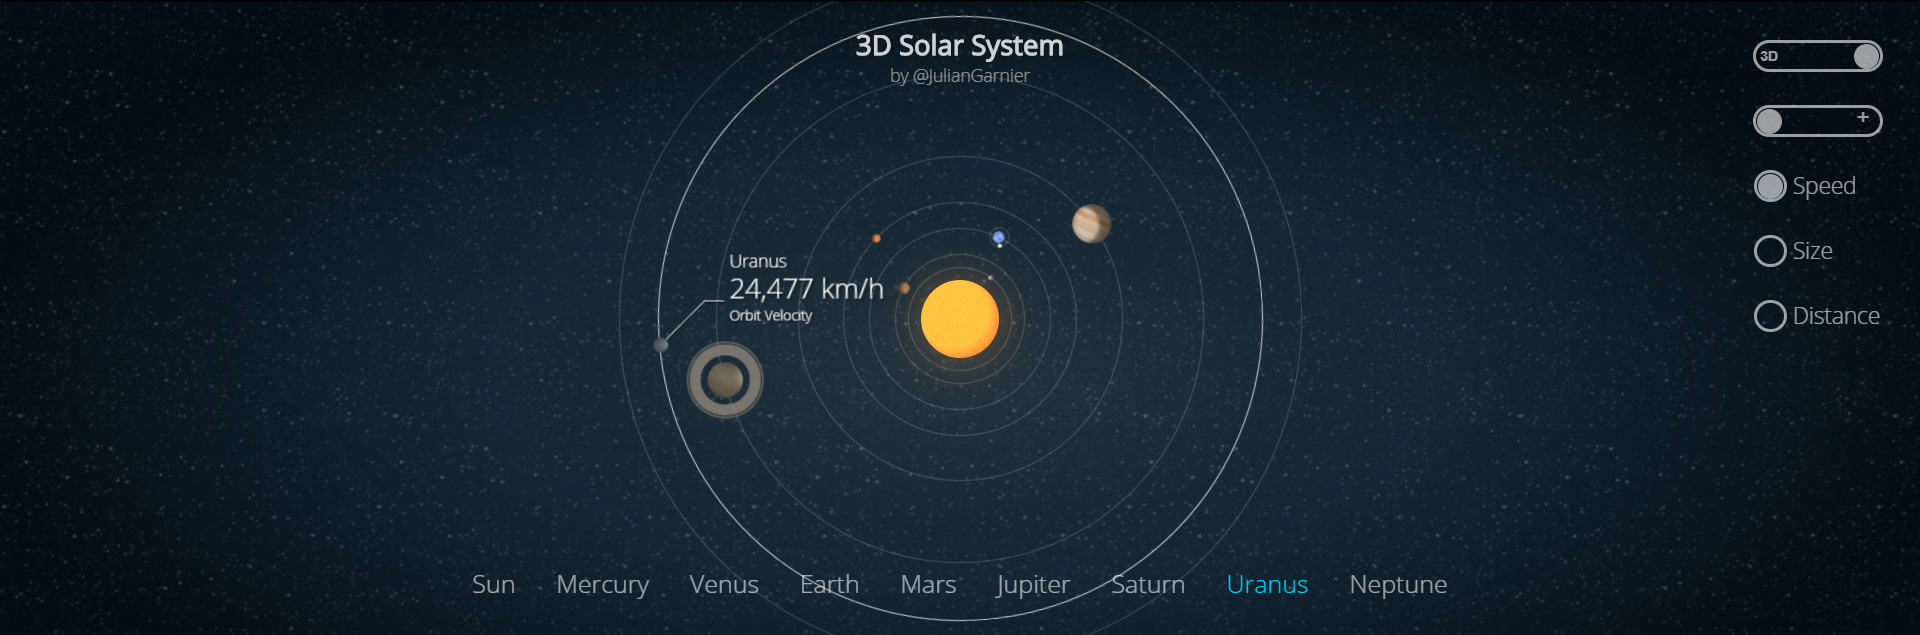 3D Solar System
by @JulianGarnier
3D
+
Speed
Size
Distance
Uranus
24,477 km/h
Orbit Velocity
Sun Mercury Venus Earth Mars Jupiter Saturn Uranus Neptune